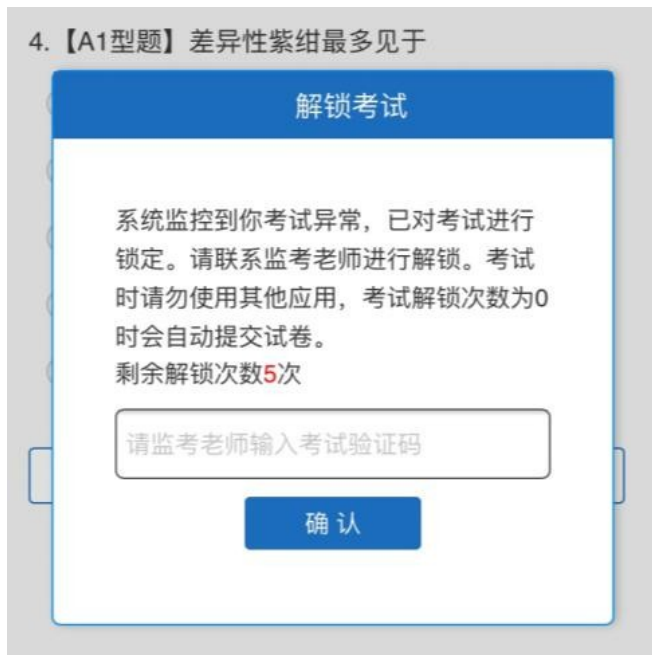 4.【A1型题】差异性紫绀最多见于
解锁考试
系统监控到你考试异常，已对考试进行
锁定。请联系监考老师进行解锁。考试
时请勿使用其他应用，考试解锁次数为0
时会自动提交试卷。
剩余解锁次数5次
请监考老师输入考试验证码
确 认